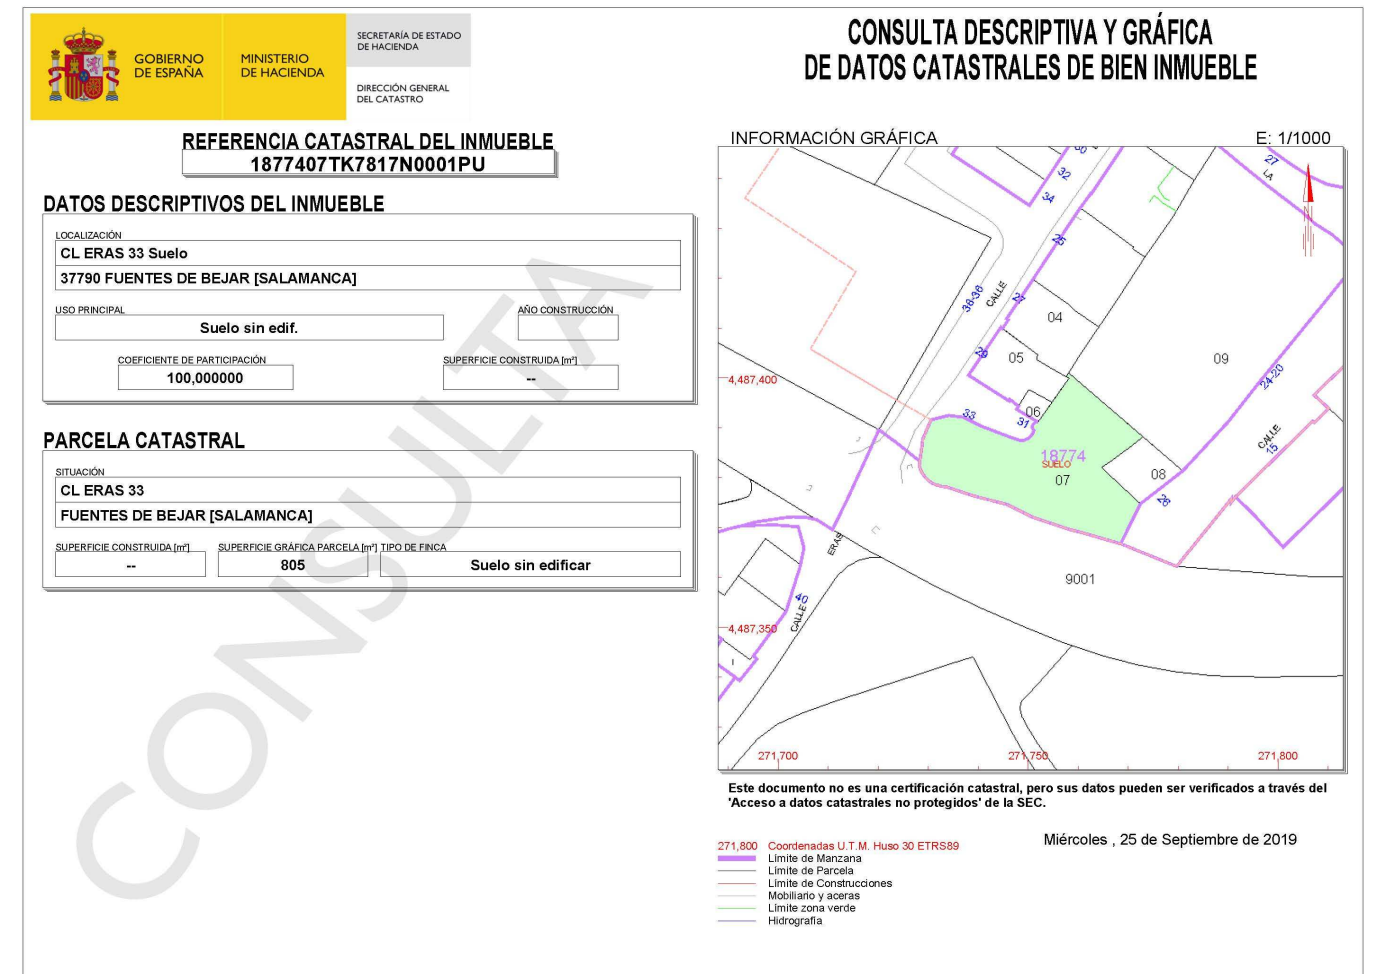 GOBIERNO
DE ESPAÑA
MINISTERIO
DE HACIENDA
SECRETARÍA DE ESTADO
DE HACIENDA
DIRECCIÓN GENERAL
DEL CATASTRO
CONSULTA DESCRIPTIVA Y GRÁFICA
DE DATOS CATASTRALES DE BIEN INMUEBLE
REFERENCIA CATASTRAL DEL INMUEBLE
1877407TK7817N0001PU
DATOS DESCRIPTIVOS DEL INMUEBLE
LOCALIZACIÓN
CL ERAS 33 Suelo
37790 FUENTES DE BEJAR [SALAMANCA]
USO PRINCIPAL
Suelo sin edif.
AÑO CONSTRUCCIÓN
COEFICIENTE DE PARTICIPACIÓN
100,000000
SUPERFICIE CONSTRUIDA [m²]
--
PARCELA CATASTRAL
SITUACIÓN
CL ERAS 33
FUENTES DE BEJAR [SALAMANCA]
SUPERFICIE CONSTRUIDA [m²]
--
SUPERFICIE GRÁFICA PARCELA [m²]
805
TIPO DE FINCA
Suelo sin edificar
CONSULTA
INFORMACIÓN GRÁFICA
E: 1/1000
27
LA
32
34
25
36-38
CALLE
27
04
29
05
09
4,487,400
24-20
06
33
31
CALLE
15
18774
SUELO
07
08
26
ERAS
9001
40
CALLE
4,487,350
271,700
271,750
271,800
Este documento no es una certificación catastral, pero sus datos pueden ser verificados a través del
'Acceso a datos catastrales no protegidos' de la SEC.
Miércoles , 25 de Septiembre de 2019
271,800 Coordenadas U.T.M. Huso 30 ETRS89
Límite de Manzana
Límite de Parcela
Límite de Construcciones
Mobiliario y aceras
Límite zona verde
Hidrografía